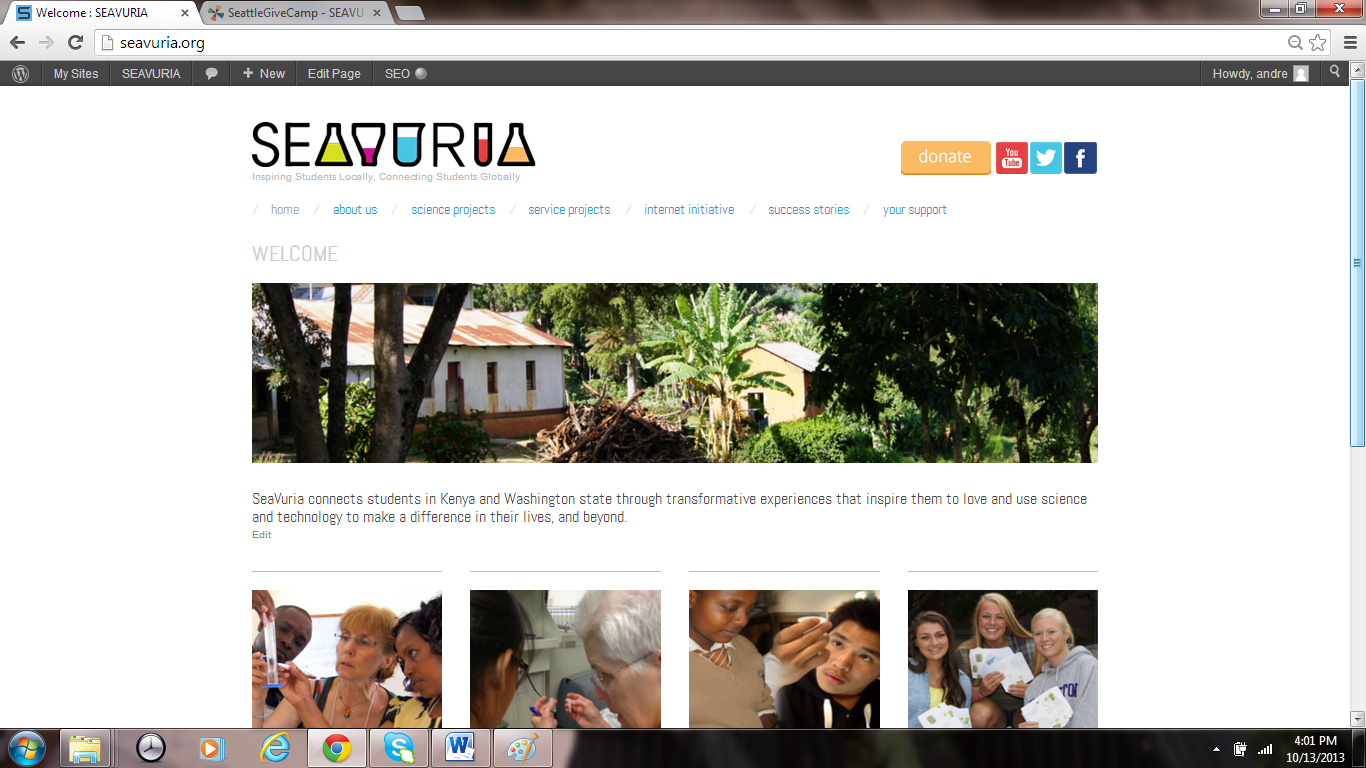 Welcome : SEAVURIA
SeattleGiveCamp - SEAVU
seavuria.org
My Sites
SEAVURIA
+ New
Edit Page
SEO
Howdy, andre
SEAVURIA
Inspiring Students Locally, Connecting Students Globally
donate
You
Tube
f
/ home / about us / science projects / service projects / internet initiative / success stories / your support
WELCOME
SeaVuria connects students in Kenya and Washington state through transformative experiences that inspire them to love and use science
and technology to make a difference in their lives, and beyond.
Edit
4:01 PM
10/13/2013